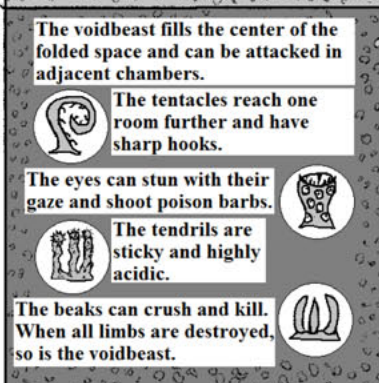 The voidbeast fills the center of the
folded space and can be attacked in
adjacent chambers.
The tentacles reach one
room further and have
sharp hooks.
The eyes can stun with their
gaze and shoot poison barbs.
The tendrils are
sticky and highly
acidic.
The beaks can crush and kill.
When all limbs are destroyed,
so is the voidbeast.